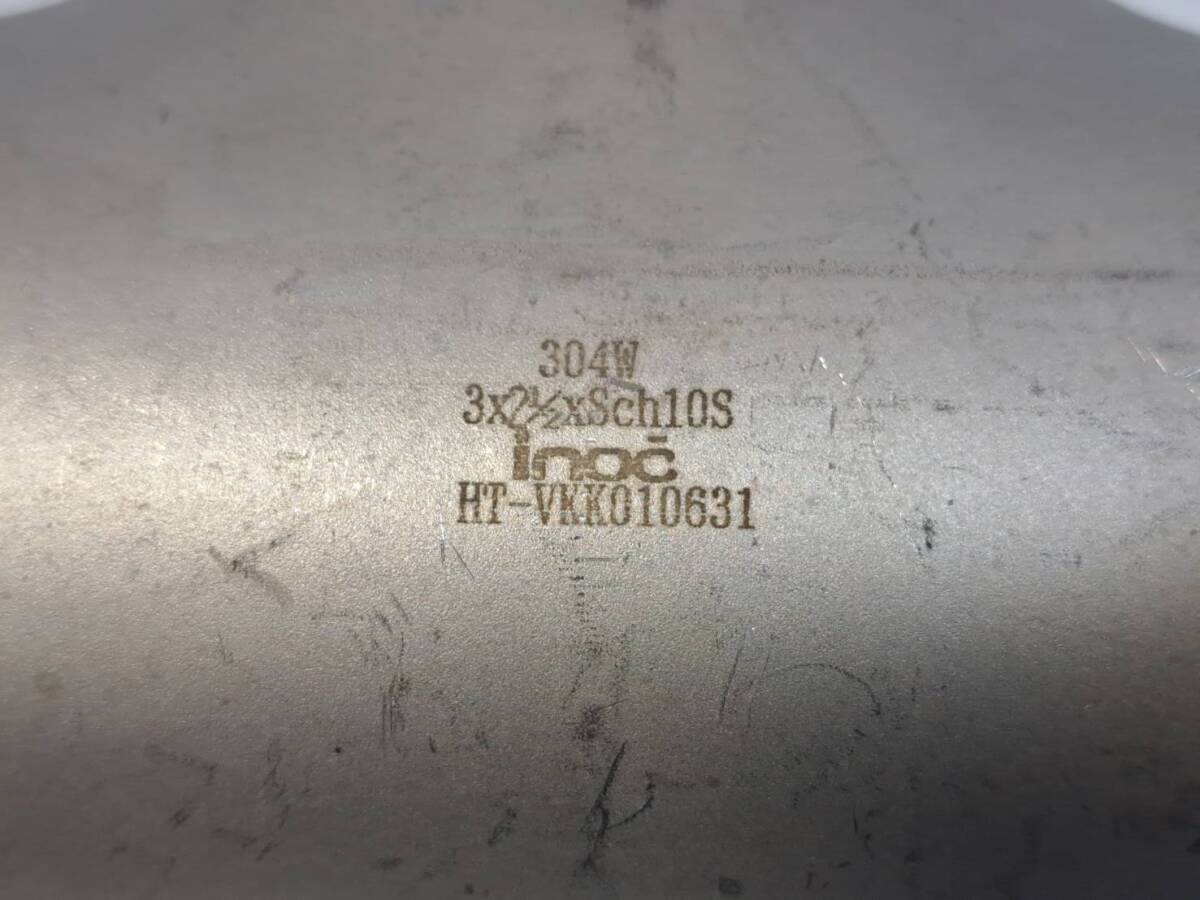 304W
3x2½xSch10S
inoc
HT-VKK010631